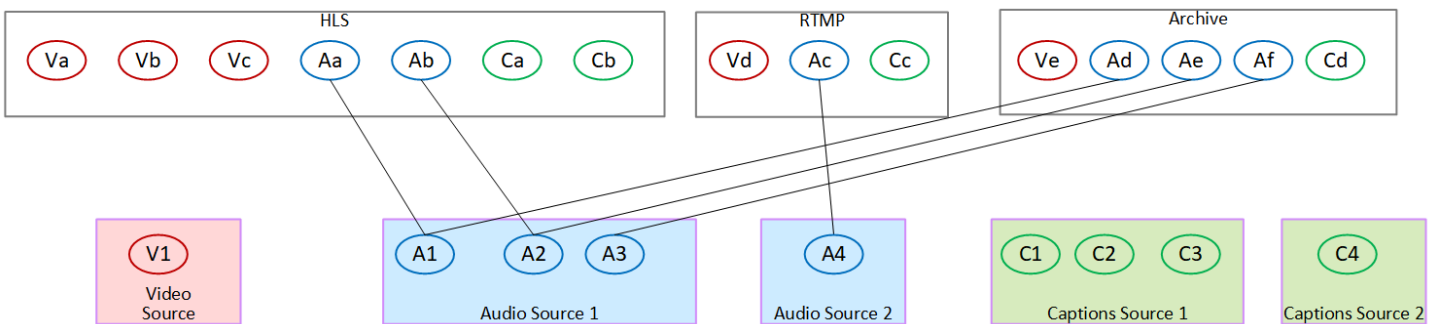 HLS
Va Vb Vc Aa Ab Ca Cb
RTMP
Vd Ac Cc
Archive
Ve Ad Ae Af Cd
V1
Video
Source
A1 A2 A3
Audio Source 1
A4
Audio Source 2
C1 C2 C3
Captions Source 1
C4
Captions Source 2